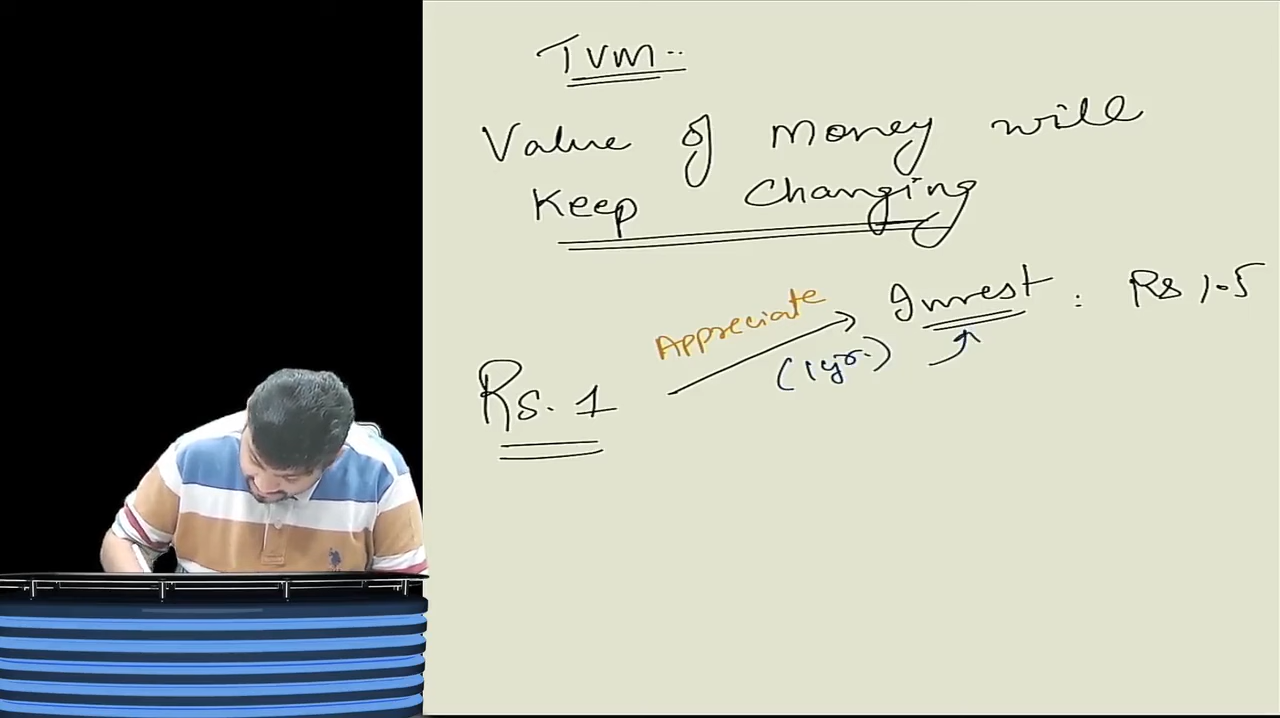 TVM..
Value of Money will
Keep Changing
Appreciate
Invest : Rs 1.5
(1yr.)
Rs. 1